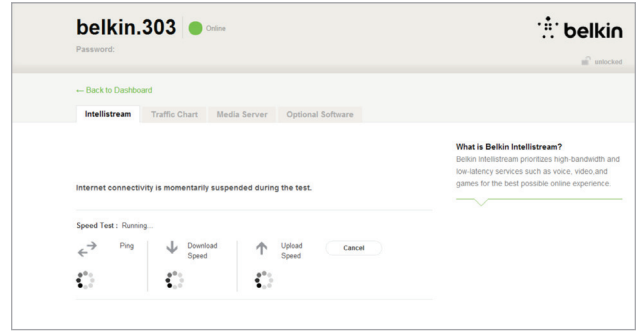 belkin.303
Online
belkin
Password:
unlocked
← Back to Dashboard
Intellistream
Traffic Chart
Media Server
Optional Software
What is Belkin Intellistream?
Belkin Intellistream prioritizes high-bandwidth and
low-latency services such as voice, video,and
games for the best possible online experience.
Internet connectivity is momentarily suspended during the test.
Speed Test : Running...
Ping
Download
Speed
Upload
Speed
Cancel